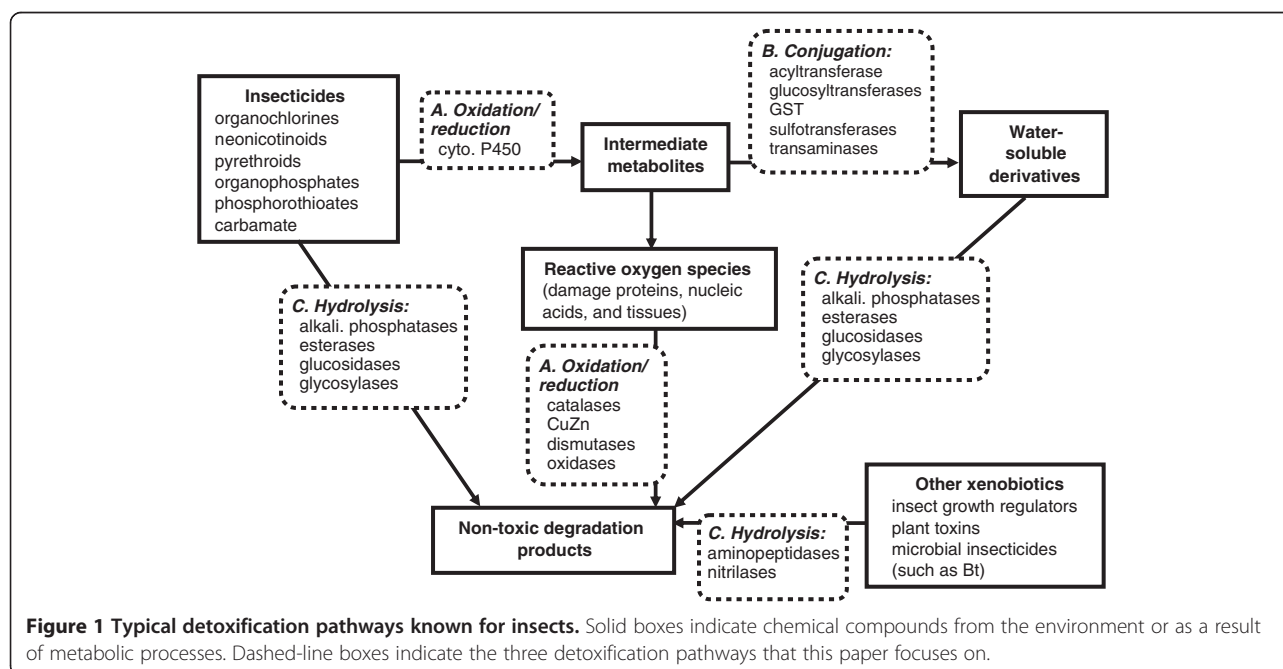 Insecticides
organochlorines
neonicotinoids
pyrethroids
organophosphates
phosphorothioates
carbamate
A. Oxidation/
reduction
cyto. P450
Intermediate
metabolites
B. Conjugation:
acyltransferase
glucosyltransferases
GST
sulfotransferases
transaminases
Water-
soluble
derivatives
C. Hydrolysis:
alkali. phosphatases
esterases
glucosidases
glycosylases
Reactive oxygen species
(damage proteins, nucleic
acids, and tissues)
A. Oxidation/
reduction
catalases
CuZn
dismutases
oxidases
C. Hydrolysis:
alkali. phosphatases
esterases
glucosidases
glycosylases
Non-toxic degradation
products
C. Hydrolysis:
aminopeptidases
nitrilases
Other xenobiotics
insect growth regulators
plant toxins
microbial insecticides
(such as Bt)
Figure 1 Typical detoxification pathways known for insects. Solid boxes indicate chemical compounds from the environment or as a result
of metabolic processes. Dashed-line boxes indicate the three detoxification pathways that this paper focuses on.